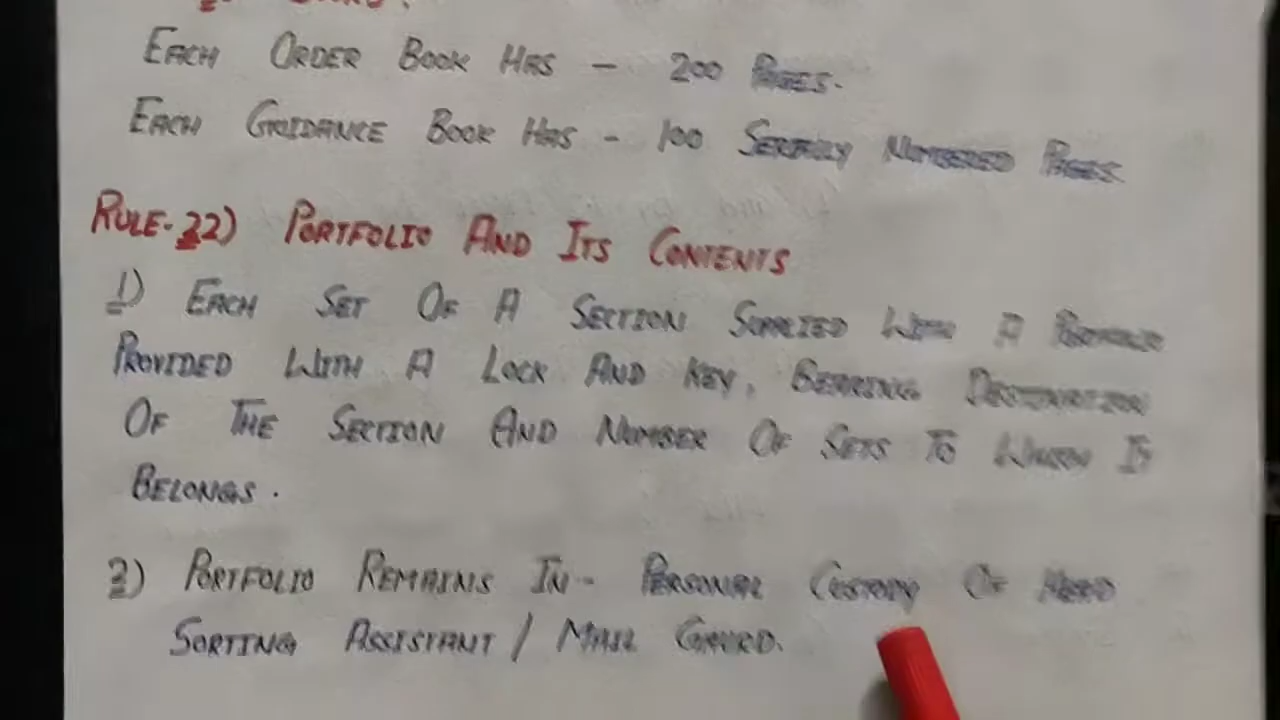 Each Order Book Has - 200 Pages.
Each Guidance Book Has - 100 Serially Numbered Pages
Rule-22) Portfolio And Its Contents
1) Each Set Of A Section Supplied With A Portfolio
Provided With A Lock And Key, Bearing Destination
Of The Section And Number Of Sets To Which It
Belongs.
2) Portfolio Remains In- Personal Custody Of Head
Sorting Assistant / Mail Guard.